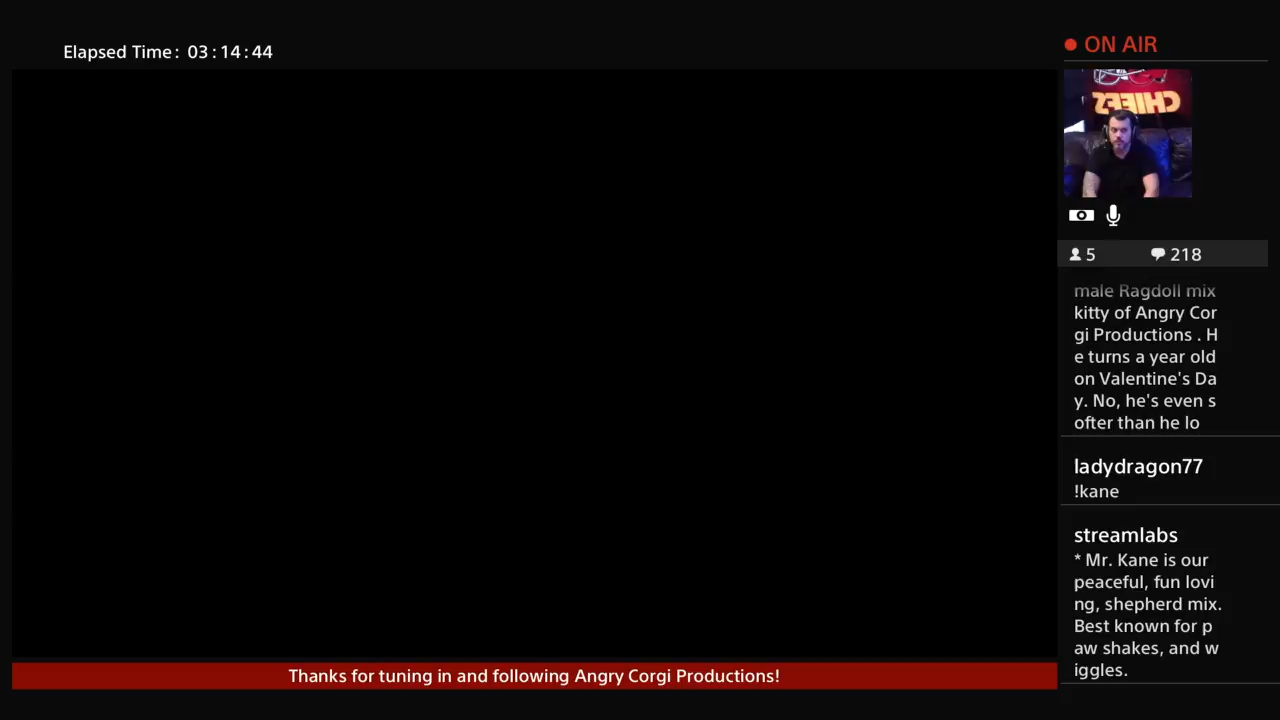 Elapsed Time: 03:14:44
ON AIR
CHIEFS
5 218
male Ragdoll mix
kitty of Angry Cor
gi Productions . H
e turns a year old
on Valentine's Da
y. No, he's even s
ofter than he lo
ladydragon77
!kane
streamlabs
* Mr. Kane is our
peaceful, fun lovi
ng, shepherd mix.
Best known for p
aw shakes, and w
iggles.
Thanks for tuning in and following Angry Corgi Productions!